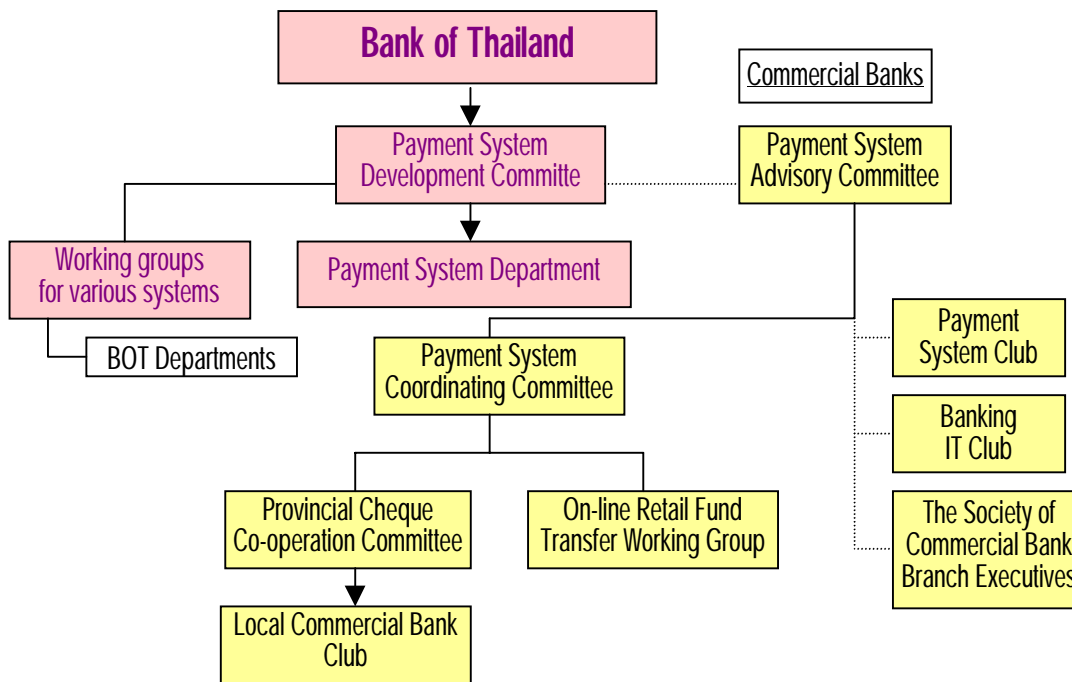 Bank of Thailand
Commercial Banks
Payment System
Development Committe
Payment System
Advisory Committee
Working groups
for various systems
Payment System Department
BOT Departments
Payment System
Coordinating Committee
Payment
System Club
Banking
IT Club
Provincial Cheque
Co-operation Committee
On-line Retail Fund
Transfer Working Group
The Society of
Commercial Bank
Branch Executives
Local Commercial Bank
Club